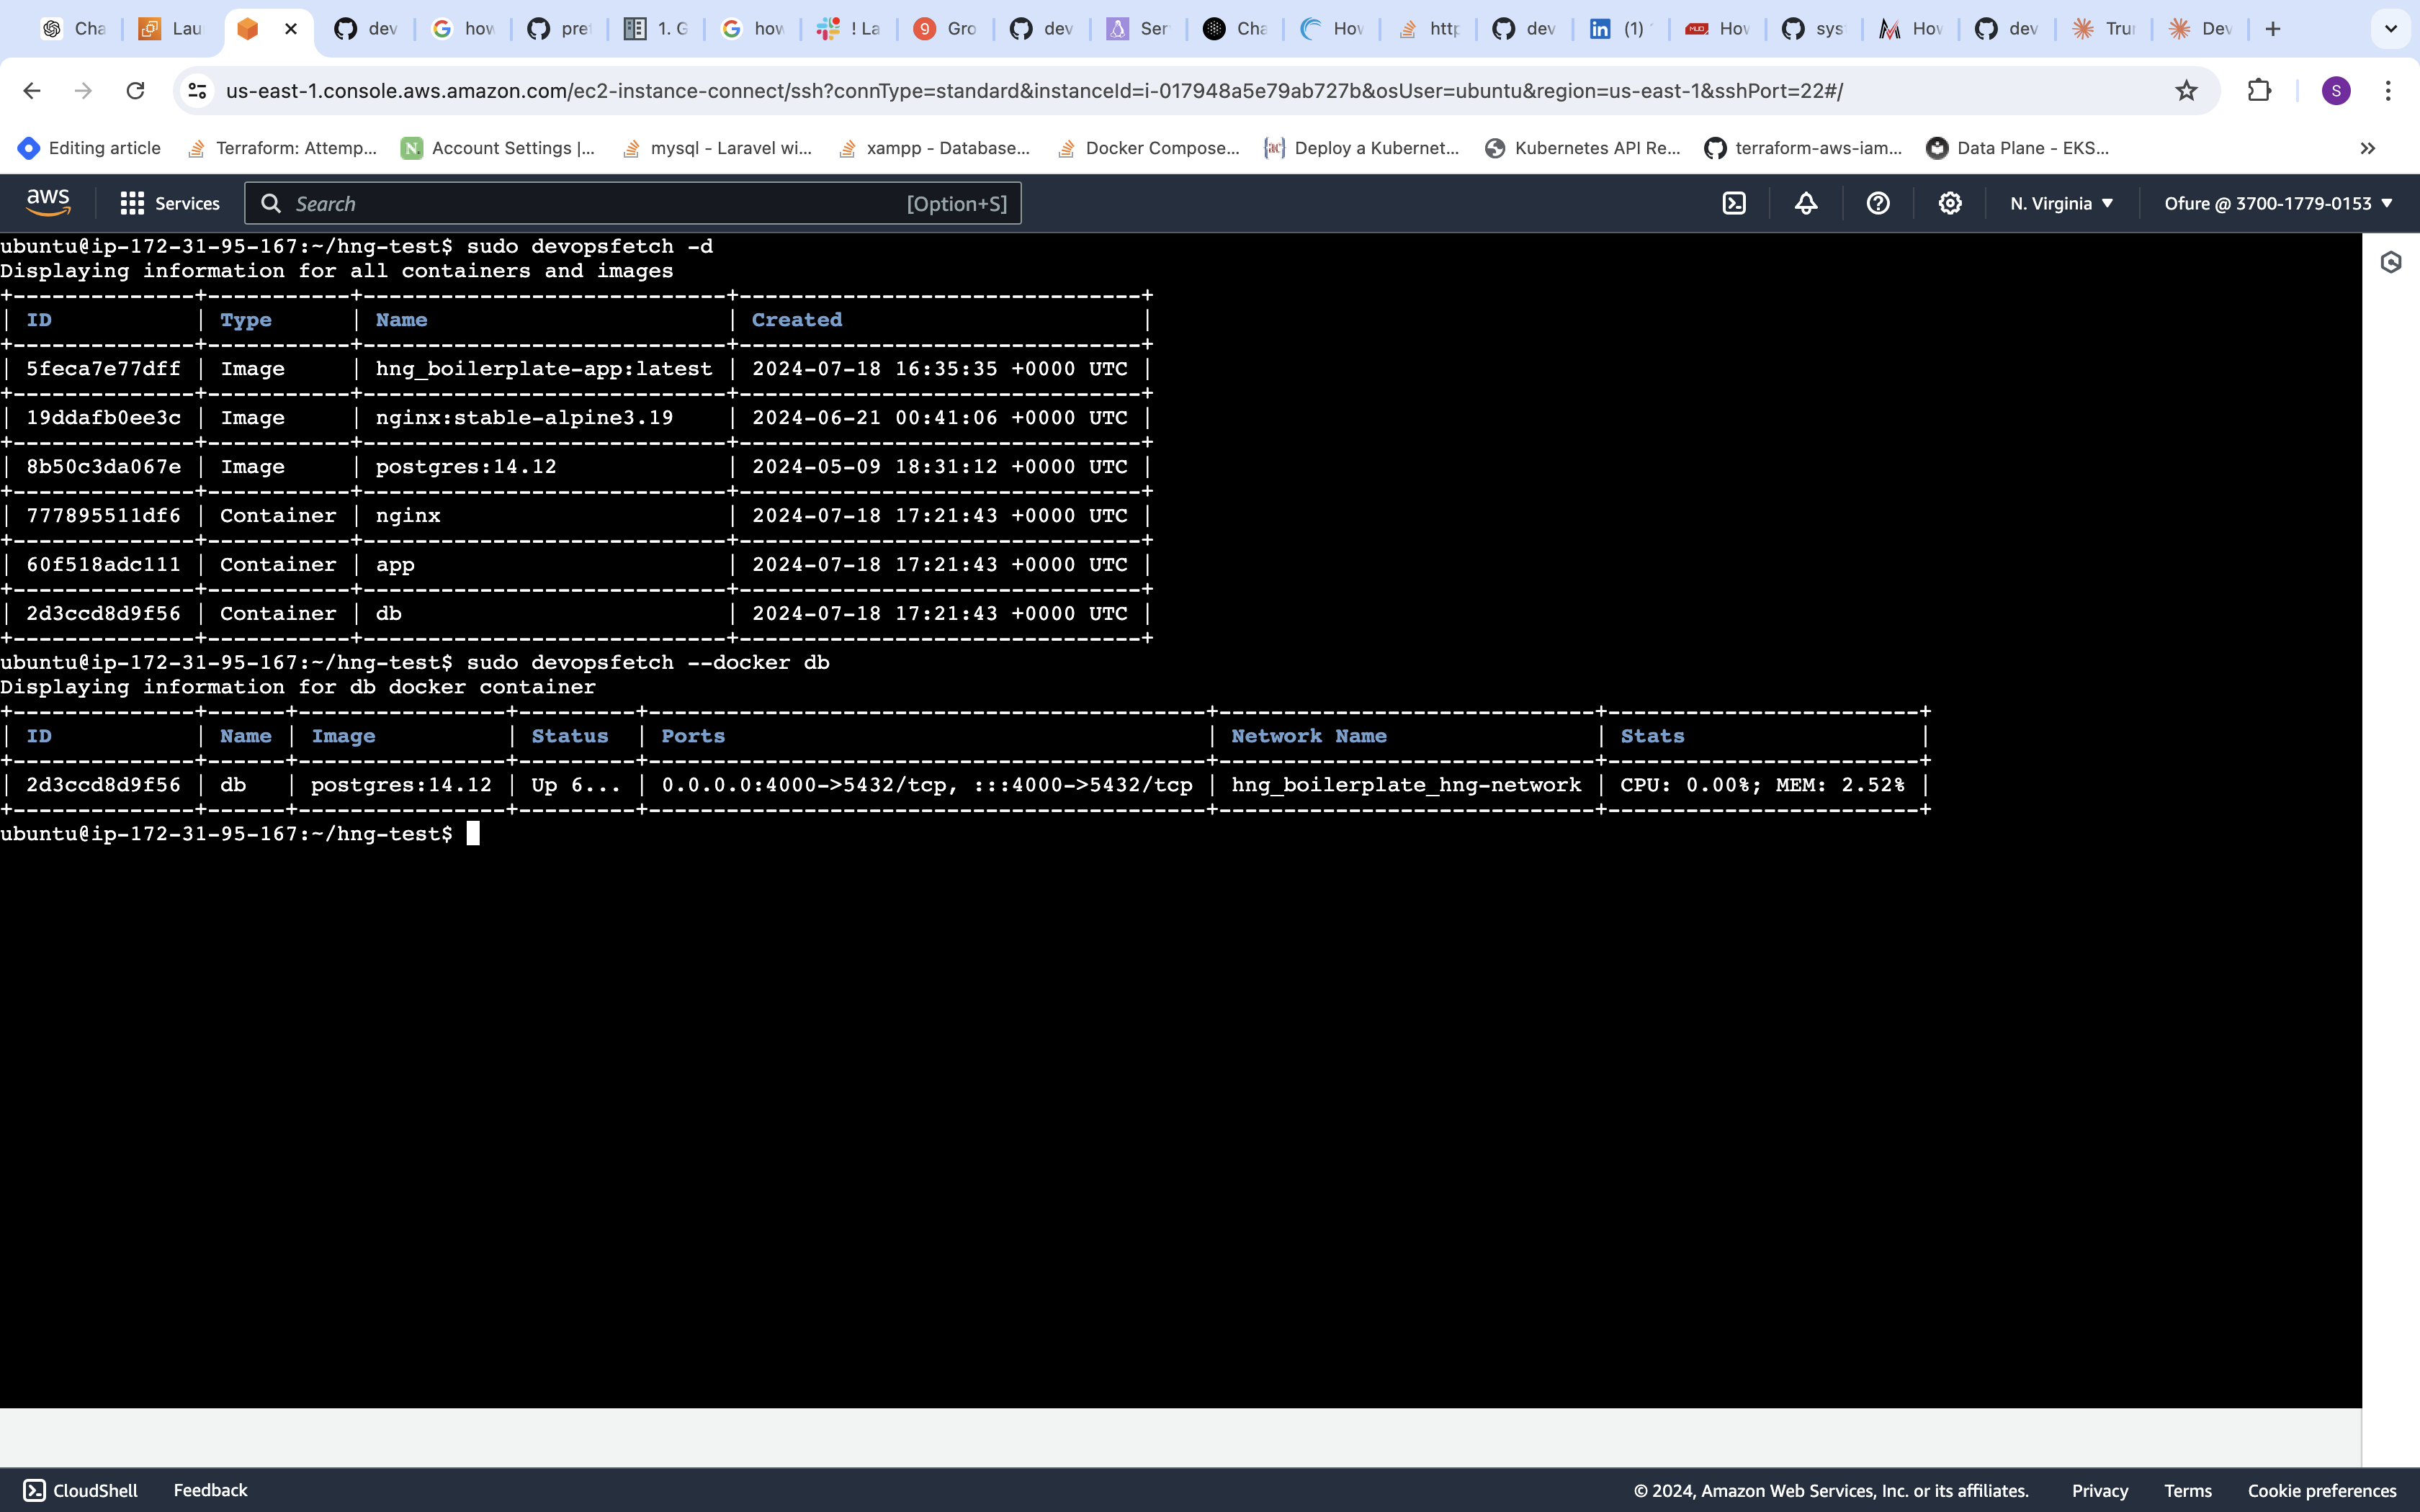 Cha Lau dev how pre 1. G how ! La 9 Gro dev Ser Cha How http dev in (1) How sys How dev Tru Dev
us-east-1.console.aws.amazon.com/ec2-instance-connect/ssh?connType=standard&instanceId=i-017948a5e79ab727b&osUser=ubuntu&region=us-east-1&sshPort=22#/ S
Editing article Terraform: Attemp... N. Account Settings |... mysql - Laravel wi... xampp - Database... Docker Compose... Deploy a Kubernet... Kubernetes API Re... terraform-aws-iam... Data Plane - EKS... »
aws Services Search [Option+S] N. Virginia ▼ Ofure @ 3700-1779-0153 ▼
ubuntu@ip-172-31-95-167:~/hng-test$ sudo devopsfetch -d
Displaying information for all containers and images
+--------------+-----------+----------------------------+-------------------------------+
| ID | Type | Name | Created |
+--------------+-----------+----------------------------+-------------------------------+
| 5feca7e77dff | Image | hng_boilerplate-app:latest | 2024-07-18 16:35:35 +0000 UTC |
+--------------+-----------+----------------------------+-------------------------------+
| 19ddafb0ee3c | Image | nginx:stable-alpine3.19 | 2024-06-21 00:41:06 +0000 UTC |
+--------------+-----------+----------------------------+-------------------------------+
| 8b50c3da067e | Image | postgres:14.12 | 2024-05-09 18:31:12 +0000 UTC |
+--------------+-----------+----------------------------+-------------------------------+
| 777895511df6 | Container | nginx | 2024-07-18 17:21:43 +0000 UTC |
+--------------+-----------+----------------------------+-------------------------------+
| 60f518adc111 | Container | app | 2024-07-18 17:21:43 +0000 UTC |
+--------------+-----------+----------------------------+-------------------------------+
| 2d3ccd8d9f56 | Container | db | 2024-07-18 17:21:43 +0000 UTC |
+--------------+-----------+----------------------------+-------------------------------+
ubuntu@ip-172-31-95-167:~/hng-test$ sudo devopsfetch --docker db
Displaying information for db docker container
+--------------+------+----------------+---------+-------------------------------------------+-----------------------------+------------------------+
| ID | Name | Image | Status | Ports | Network Name | Stats |
+--------------+------+----------------+---------+-------------------------------------------+-----------------------------+------------------------+
| 2d3ccd8d9f56 | db | postgres:14.12 | Up 6... | 0.0.0.0:4000->5432/tcp, :::4000->5432/tcp | hng_boilerplate_hng-network | CPU: 0.00%; MEM: 2.52% |
+--------------+------+----------------+---------+-------------------------------------------+-----------------------------+------------------------+
ubuntu@ip-172-31-95-167:~/hng-test$
CloudShell Feedback © 2024, Amazon Web Services, Inc. or its affiliates. Privacy Terms Cookie preferences